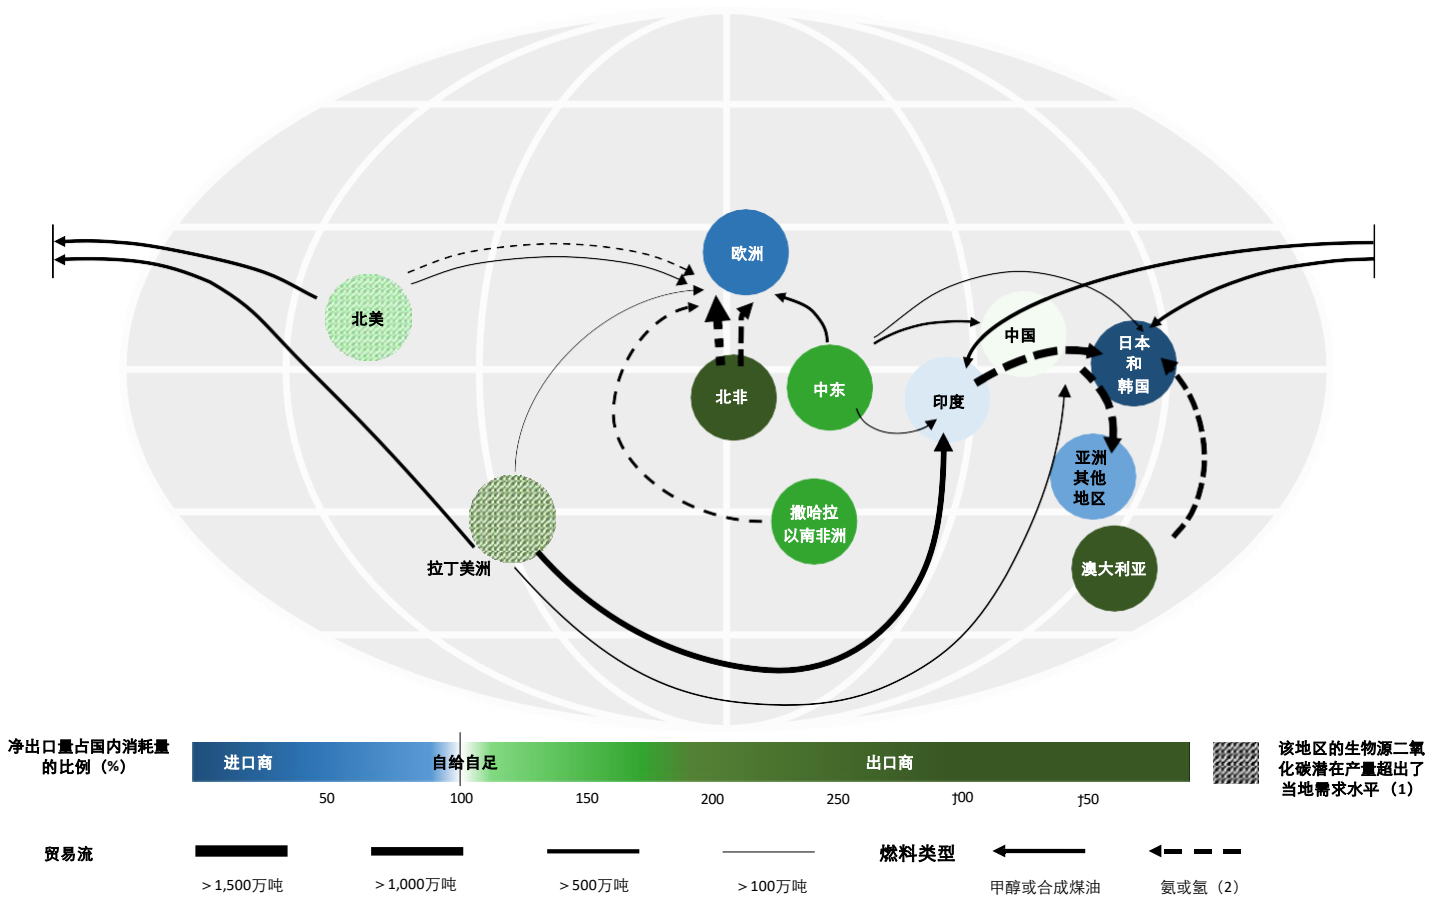 欧洲
北美
中国
日本
和
韩国
北非
中东
印度
亚洲
其他
地区
撒哈拉
以南非洲
拉丁美洲
澳大利亚
净出口量占国内消耗量
的比例（%）
进口商
自给自足
出口商
50
100
150
200
250
†00
†50
该地区的生物源二氧
化碳潜在产量超出了
当地需求水平（1）
贸易流
＞1,500万吨
＞1,000万吨
＞500万吨
＞100万吨
燃料类型
甲醇或合成煤油
氨或氢（2）